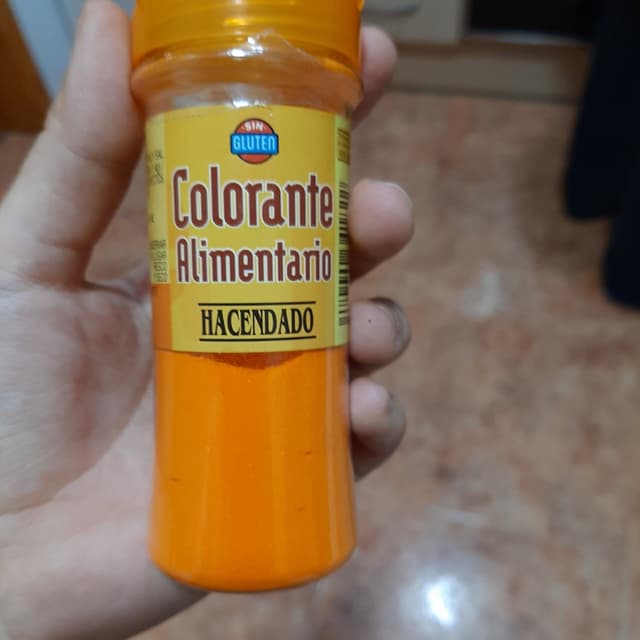 SIN
GLUTEN
Colorante
Alimentario
HACENDADO